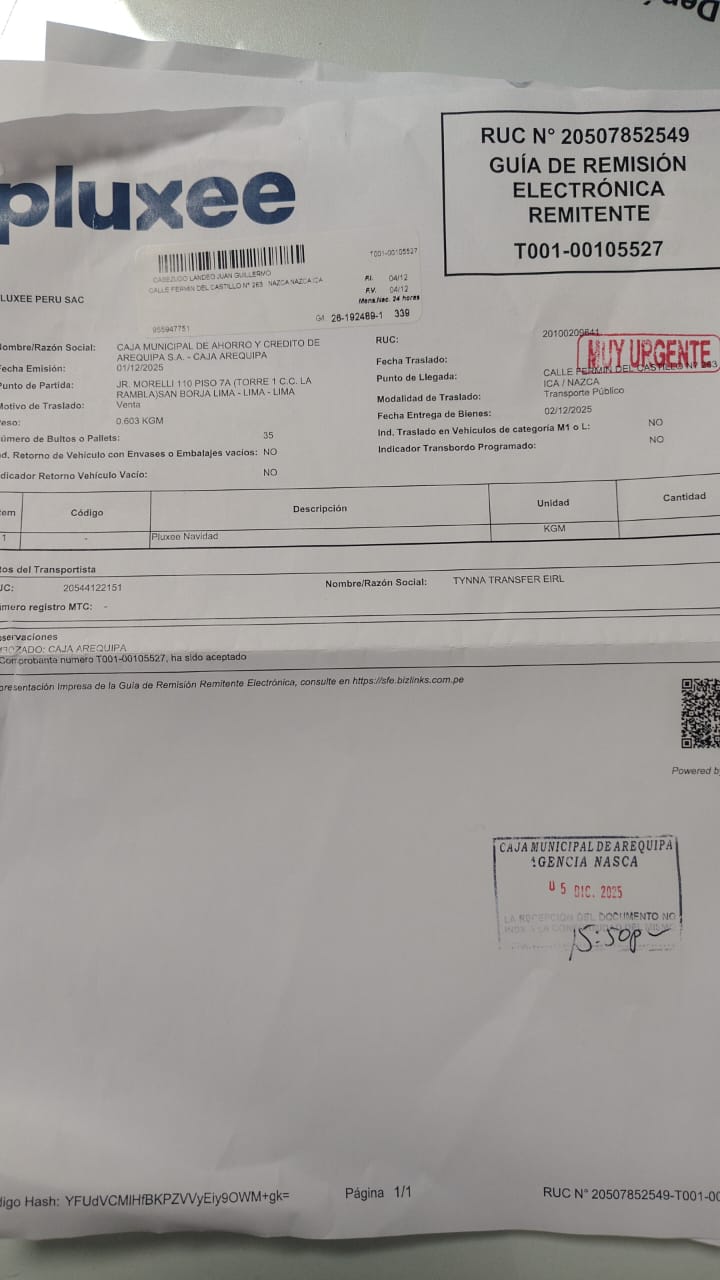 pluxee
RUC N° 20507852549
GUÍA DE REMISIÓN
ELECTRÓNICA
REMITENTE
T001-00105527
LUXEE PERU SAC
T001-00105527
LANDEO JUAN GUILLERMO
CALLE FERMIN DEL CASTILLO N° 263 NAZCA NAZCA ICA
F.I. 04/12
F.V. 04/12
Mens.Nac. 24 horas
955947751
G/I 26-192469-1 339
ombre/Razón Social: CAJA MUNICIPAL DE AHORRO Y CREDITO DE
AREQUIPA S.A. - CAJA AREQUIPA
echa Emisión: 01/12/2025
unto de Partida: JR. MORELLI 110 PISO 7A (TORRE 1 C.C. LA
RAMBLA)SAN BORJA LIMA - LIMA - LIMA
otivo de Traslado: Venta
eso: 0.603 KGM
úmero de Bultos o Pallets: 35
d. Retorno de Vehículo con Envases o Embalajes vacíos: NO
dicador Retorno Vehículo Vacío: NO
RUC: 20100209641
MUY URGENTE
Fecha Traslado:
Punto de Llegada: CALLE FERMIN DEL CASTILLO N° 263
ICA / NAZCA
Modalidad de Traslado: Transporte Público
Fecha Entrega de Bienes: 02/12/2025
Ind. Traslado en Vehículos de categoría M1 o L: NO
Indicador Transbordo Programado: NO
em Código Descripción Unidad Cantidad
1 - Pluxee Navidad KGM
tos del Transportista
UC: 20544122151 Nombre/Razón Social: TYNNA TRANSFER EIRL
úmero registro MTC: -
servaciones
CAJA AREQUIPA
Comprobante numero T001-00105527, ha sido aceptado
presentación Impresa de la Guía de Remisión Remitente Electrónica, consulte en https://sfe.bizlinks.com.pe
Powered b
CAJA MUNICIPAL DE AREQUIPA
AGENCIA NASCA
05 DIC. 2025
LA RECEPCION DEL DOCUMENTO NO
15:50p
digo Hash: YFUdVCMIHfBKPZVVyEiy9OWM+gk=
Página 1/1
RUC N° 20507852549-T001-00